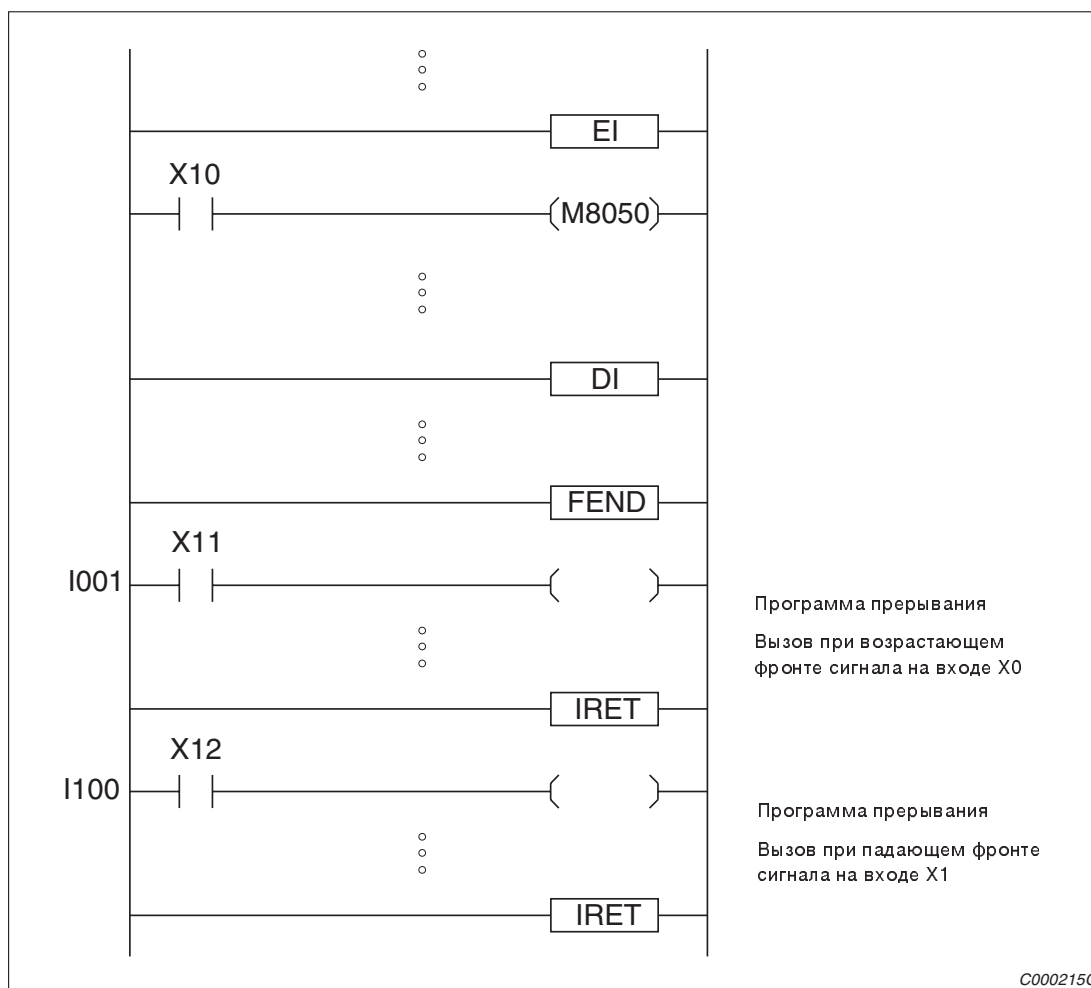 EI
X10
M8050
DI
FEND
X11
I001
Программа прерывания
Вызов при возрастающем
фронте сигнала на входе X0
IRET
X12
I100
Программа прерывания
Вызов при падающем фронте
сигнала на входе X1
IRET